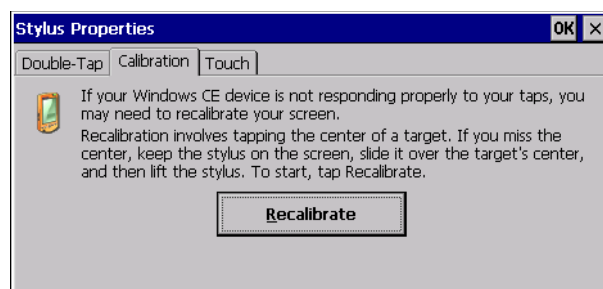 Stylus Properties OK ×
Double-Tap Calibration Touch
If your Windows CE device is not responding properly to your taps, you
may need to recalibrate your screen.
Recalibration involves tapping the center of a target. If you miss the
center, keep the stylus on the screen, slide it over the target's center,
and then lift the stylus. To start, tap Recalibrate.
Recalibrate